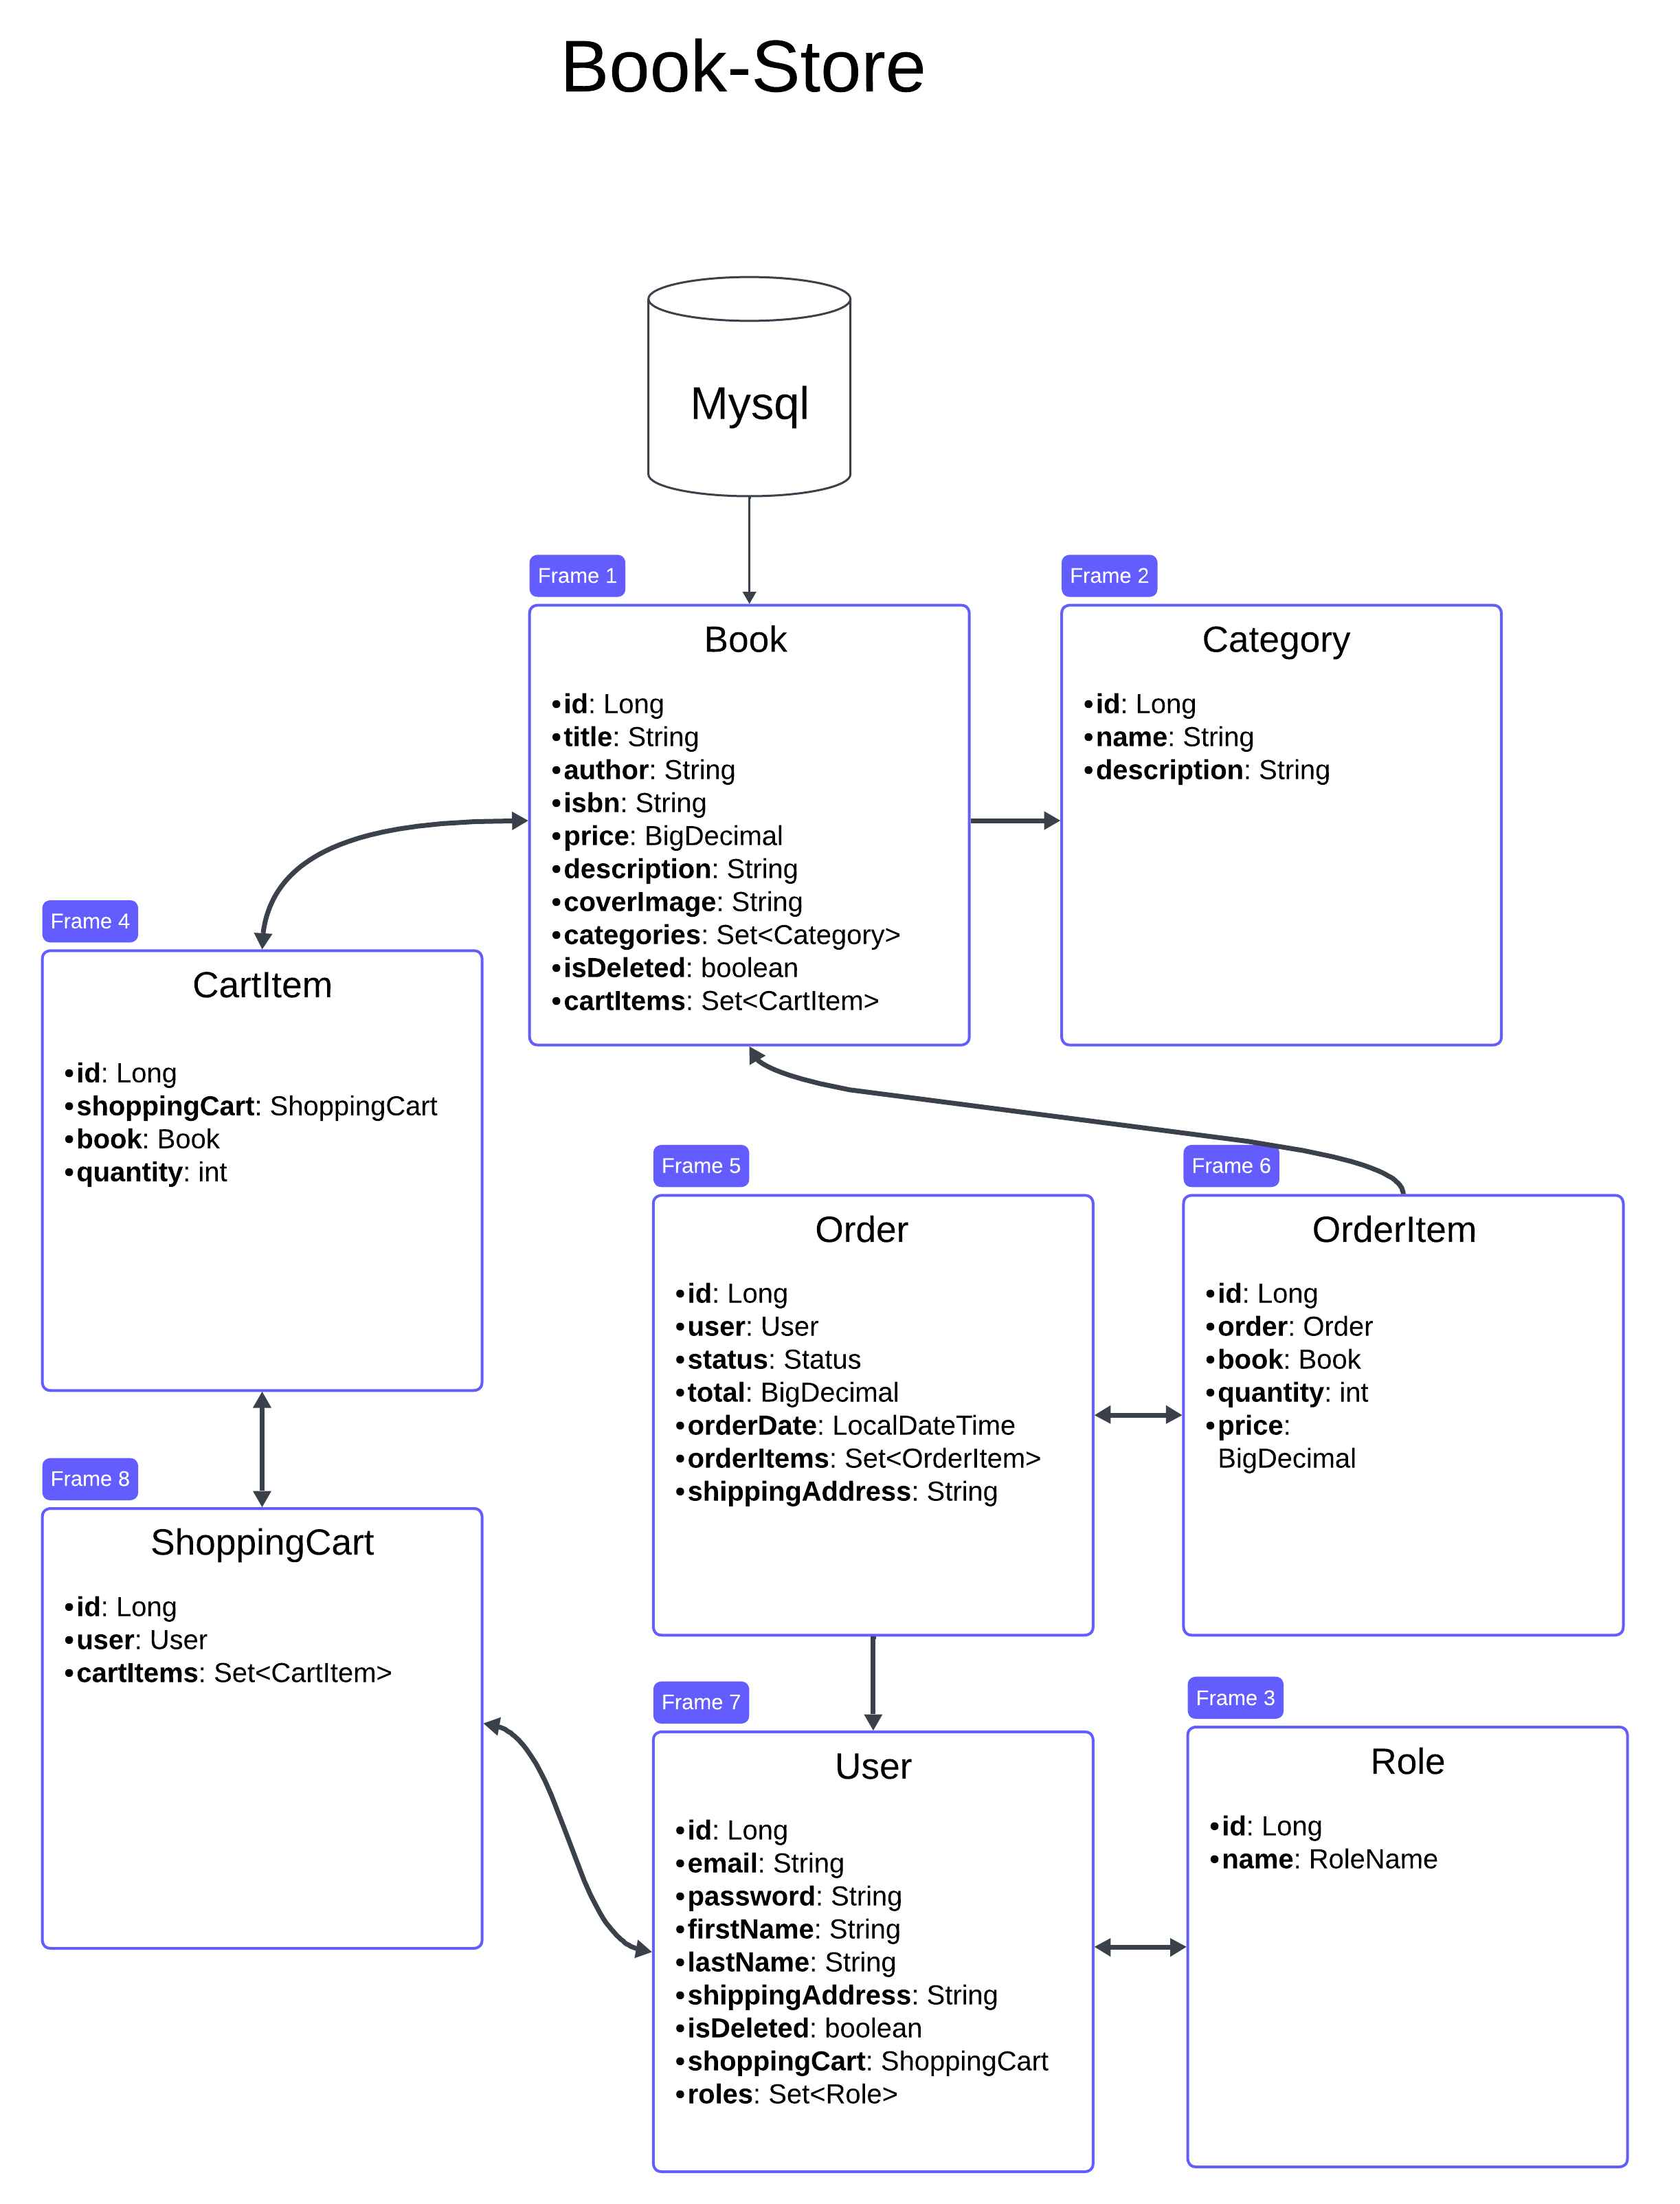 Book-Store
Mysql
Frame 1
Book
•id: Long
•title: String
•author: String
•isbn: String
•price: BigDecimal
•description: String
•coverImage: String
•categories: Set<Category>
•isDeleted: boolean
•cartItems: Set<CartItem>
Frame 2
Category
•id: Long
•name: String
•description: String
Frame 4
CartItem
•id: Long
•shoppingCart: ShoppingCart
•book: Book
•quantity: int
Frame 5
Order
•id: Long
•user: User
•status: Status
•total: BigDecimal
•orderDate: LocalDateTime
•orderItems: Set<OrderItem>
•shippingAddress: String
Frame 6
OrderItem
•id: Long
•order: Order
•book: Book
•quantity: int
•price:
BigDecimal
Frame 8
ShoppingCart
•id: Long
•user: User
•cartItems: Set<CartItem>
Frame 7
User
•id: Long
•email: String
•password: String
•firstName: String
•lastName: String
•shippingAddress: String
•isDeleted: boolean
•shoppingCart: ShoppingCart
•roles: Set<Role>
Frame 3
Role
•id: Long
•name: RoleName